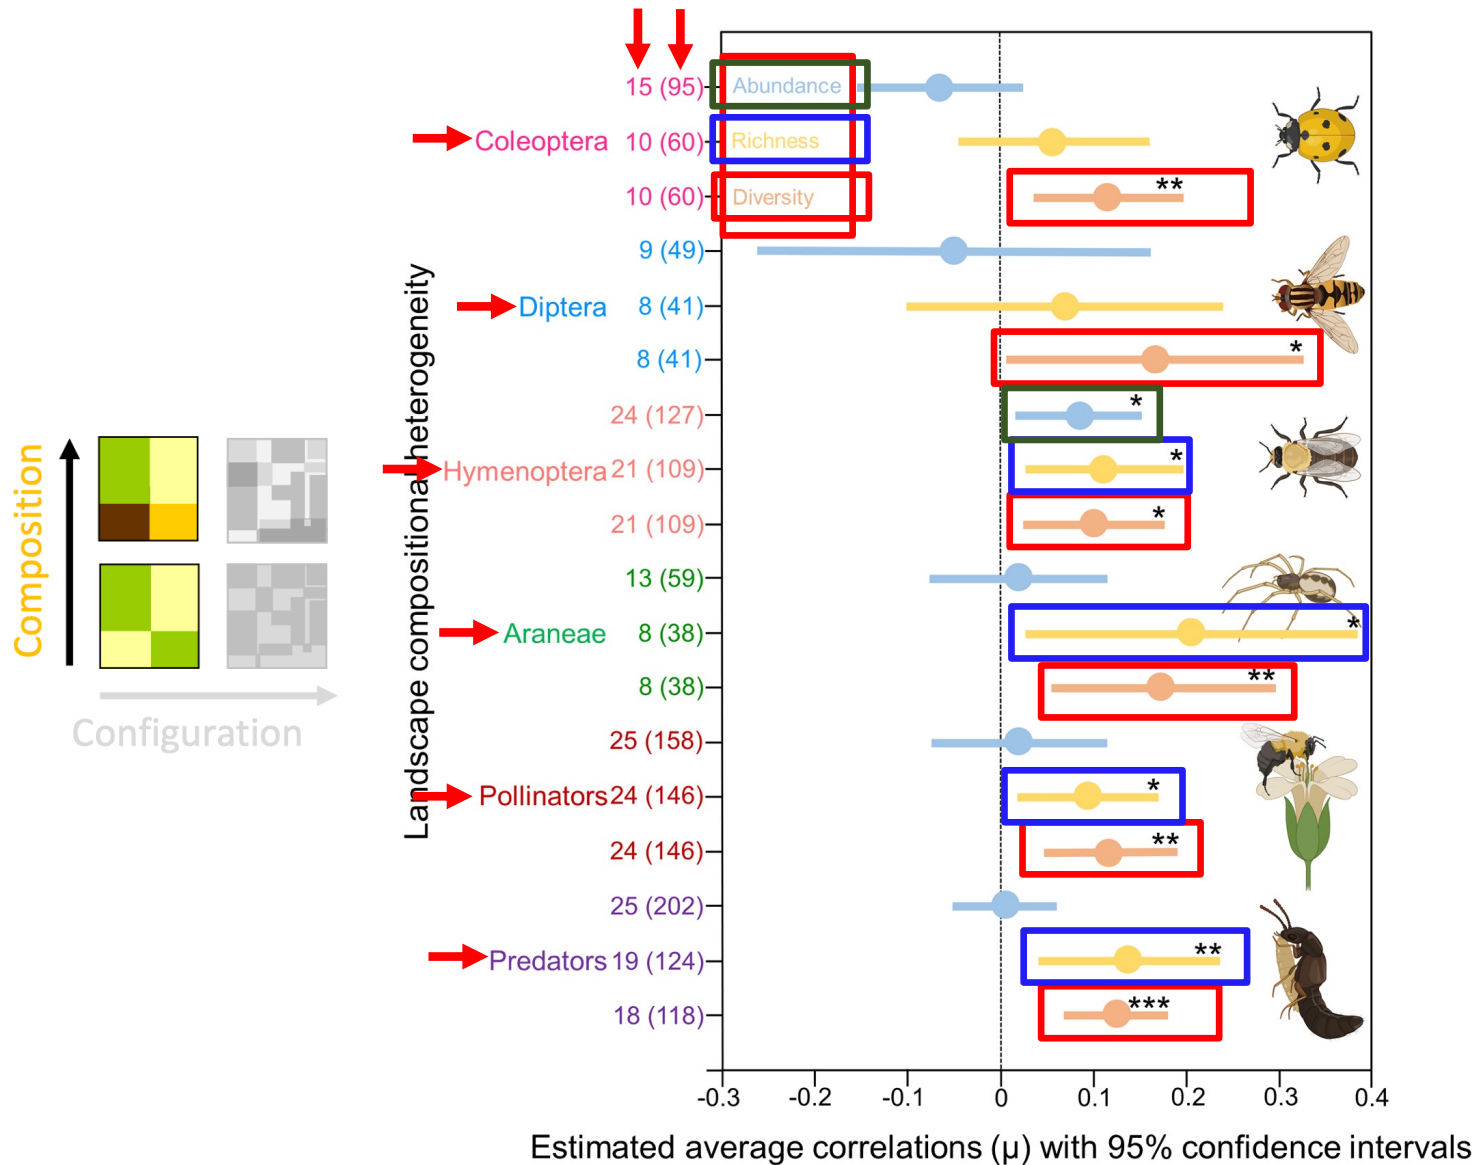 15 (95)
Abundance
Coleoptera 10 (60)
Richness
10 (60)
Diversity
**
9 (49)
Diptera 8 (41)
8 (41)
*
24 (127)
*
Hymenoptera 21 (109)
*
21 (109)
*
13 (59)
Araneae 8 (38)
*
8 (38)
**
25 (158)
Pollinators 24 (146)
*
24 (146)
**
25 (202)
Predators 19 (124)
**
18 (118)
***
Landscape compositional heterogeneity
Composition
Configuration
-0.3 -0.2 -0.1 0 0.1 0.2 0.3 0.4
Estimated average correlations (μ) with 95% confidence intervals